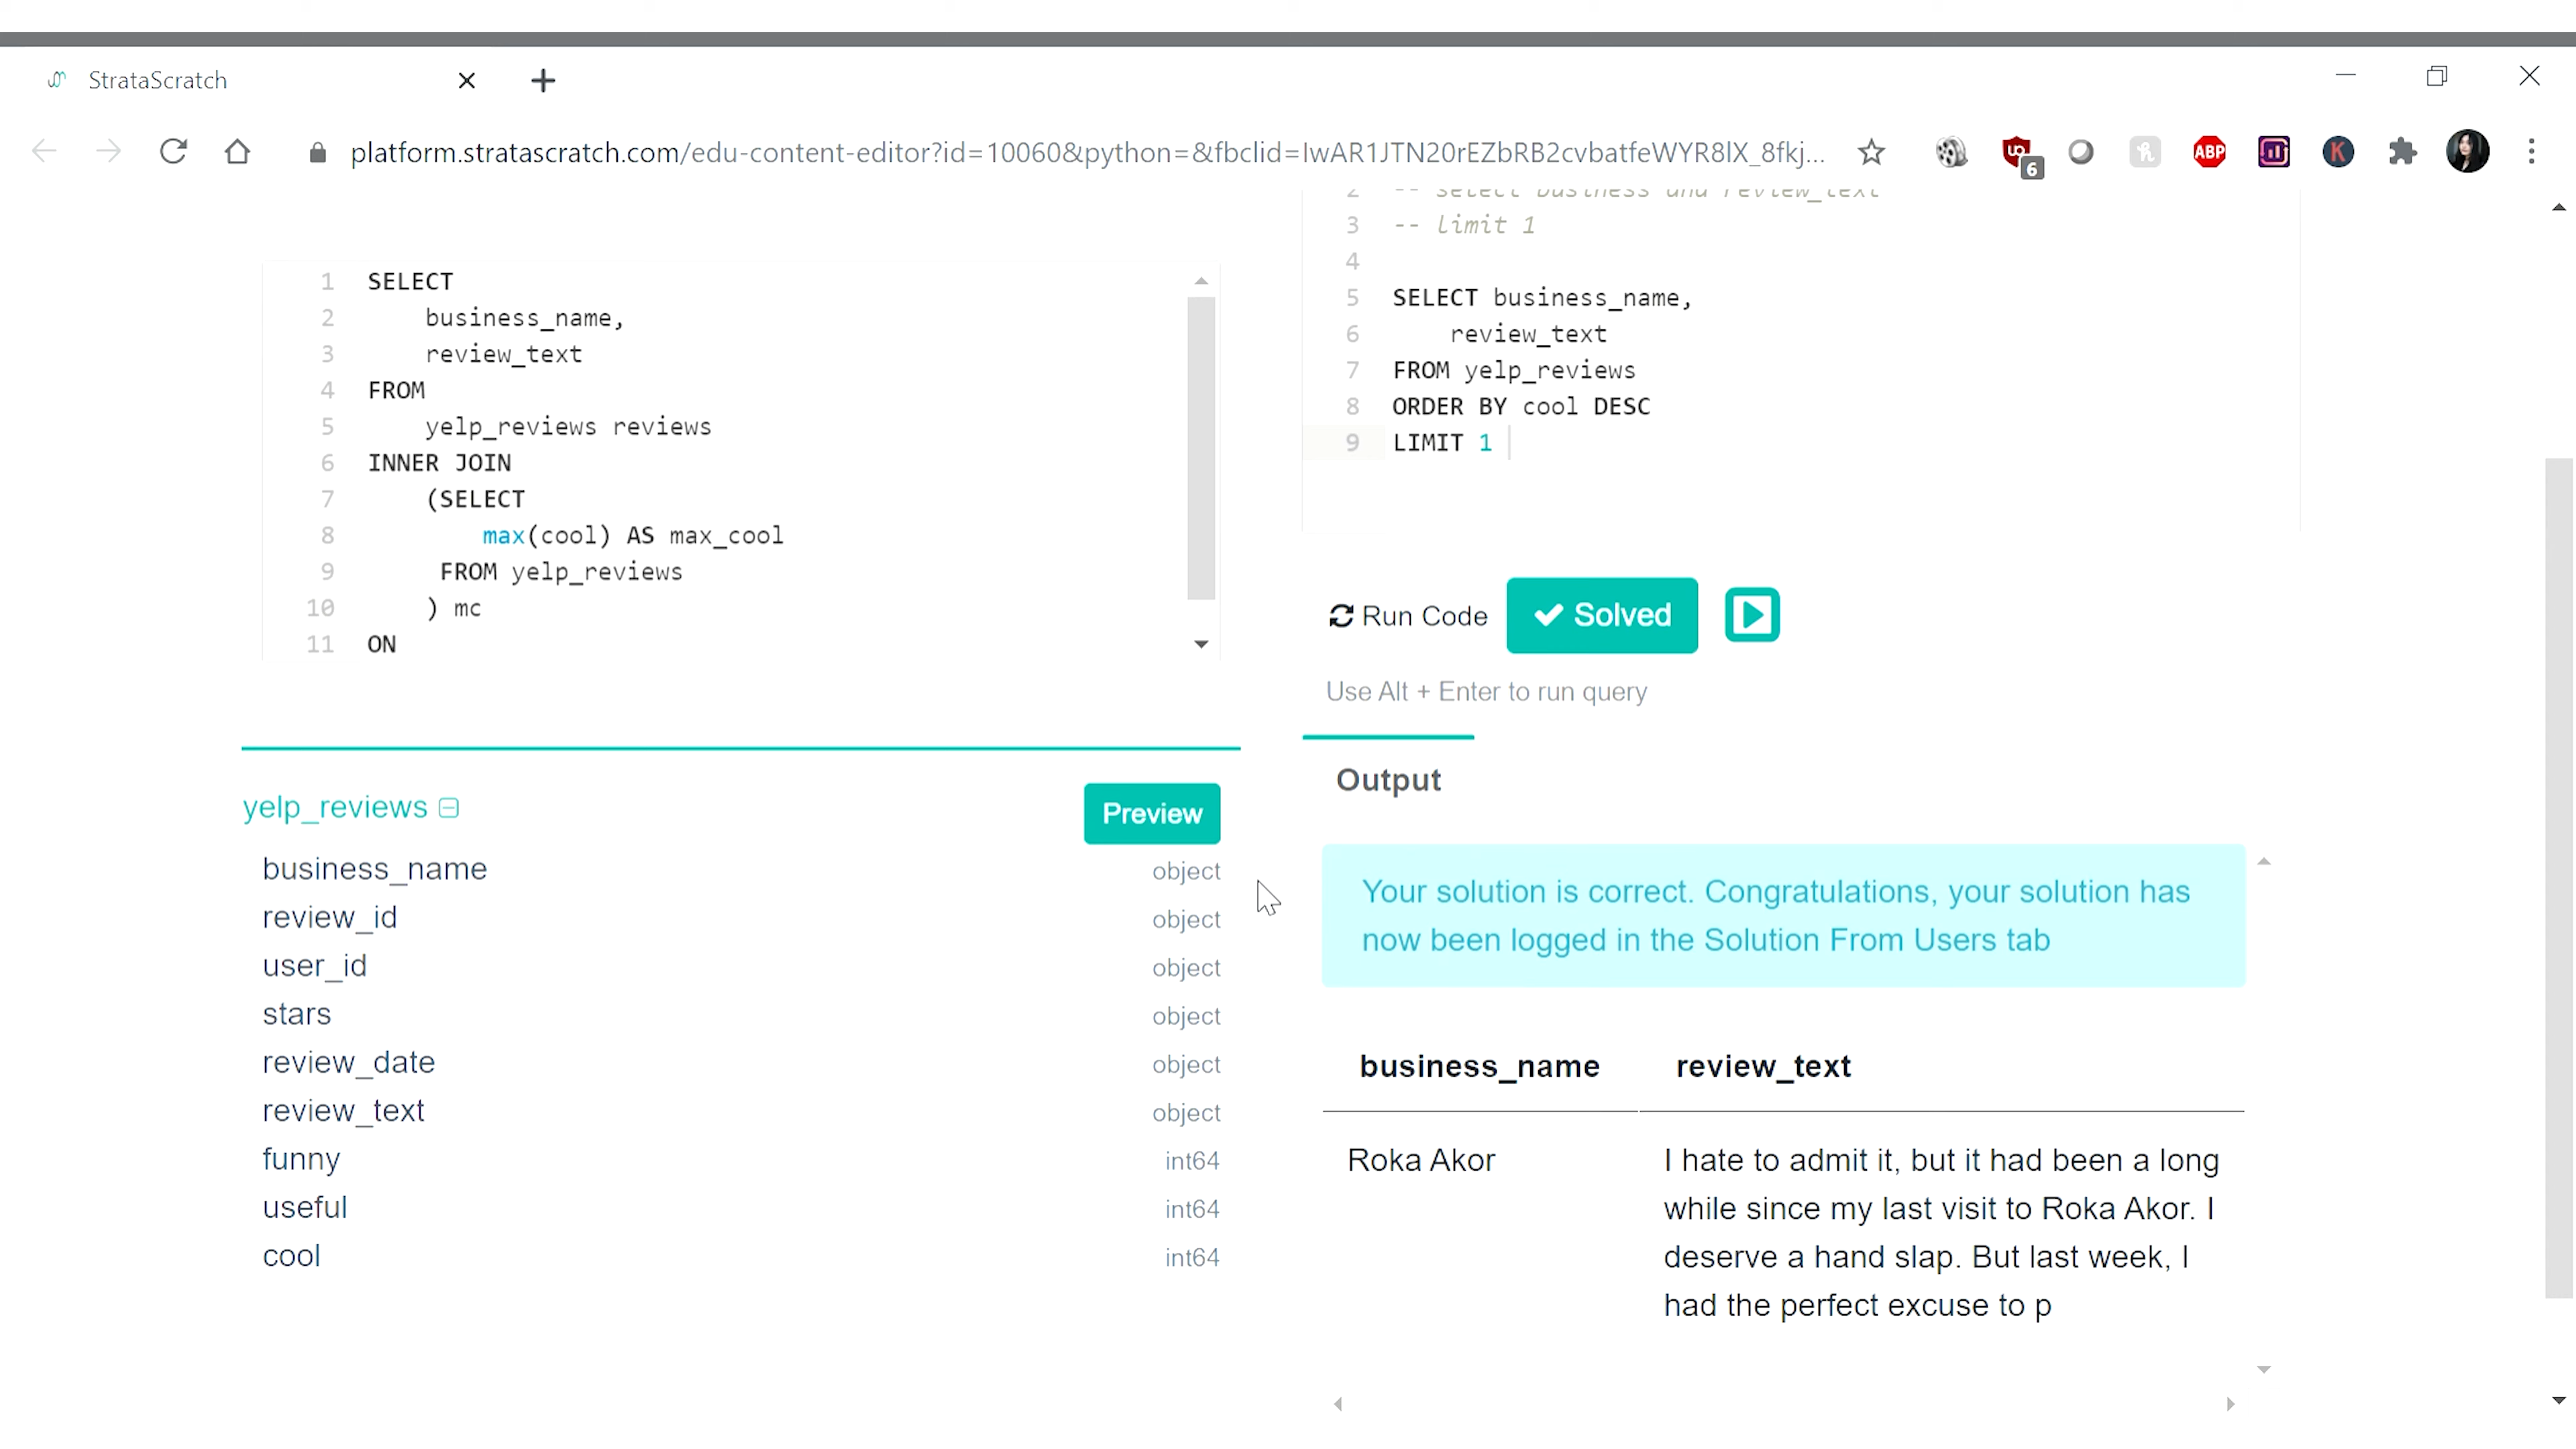 StrataScratch
platform.stratascratch.com/edu-content-editor?id=10060&python=&fbclid=IwAR1JTN20rEZbRB2cvbatfeWYR8lX_8fkj...
6
ABP
K
1 SELECT
2 business_name,
3 review_text
4 FROM
5 yelp_reviews reviews
6 INNER JOIN
7 (SELECT
8 max(cool) AS max_cool
9 FROM yelp_reviews
10 ) mc
11 ON
yelp_reviews
Preview
business_name object
review_id object
user_id object
stars object
review_date object
review_text object
funny int64
useful int64
cool int64
2 -- select business and review_text
3 -- limit 1
4
5 SELECT business_name,
6 review_text
7 FROM yelp_reviews
8 ORDER BY cool DESC
9 LIMIT 1
Run Code
Solved
Use Alt + Enter to run query
Output
Your solution is correct. Congratulations, your solution has
now been logged in the Solution From Users tab
business_name review_text
Roka Akor I hate to admit it, but it had been a long
while since my last visit to Roka Akor. I
deserve a hand slap. But last week, I
had the perfect excuse to p